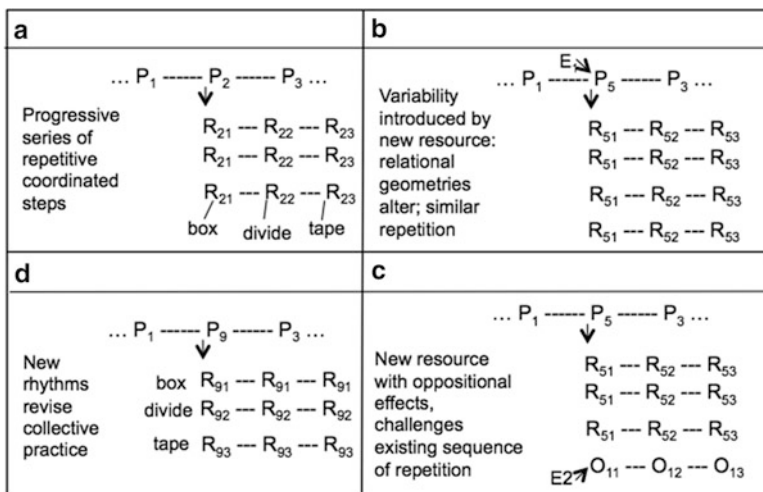 a
... P₁ ------ P₂ ------ P₃ ...
Progressive
series of
repetitive
coordinated
steps
R₂₁ --- R₂₂ --- R₂₃
R₂₁ --- R₂₂ --- R₂₃
R₂₁ --- R₂₂ --- R₂₃
box divide tape
b
E₁
... P₁ ------ P₅ ------ P₃ ...
Variability
introduced by
new resource:
relational
geometries
alter; similar
repetition
R₅₁ --- R₅₂ --- R₅₃
R₅₁ --- R₅₂ --- R₅₃
R₅₁ --- R₅₂ --- R₅₃
R₅₁ --- R₅₂ --- R₅₃
d
... P₁ ------ P₉ ------ P₃ ...
New
rhythms
revise
collective
practice
box R₉₁ --- R₉₁ --- R₉₁
divide R₉₂ --- R₉₂ --- R₉₂
tape R₉₃ --- R₉₃ --- R₉₃
c
... P₁ ------ P₅ ------ P₃ ...
New resource
with oppositional
effects,
challenges
existing sequence
of repetition
R₅₁ --- R₅₂ --- R₅₃
R₅₁ --- R₅₂ --- R₅₃
R₅₁ --- R₅₂ --- R₅₃
E2 O₁₁ --- O₁₂ --- O₁₃